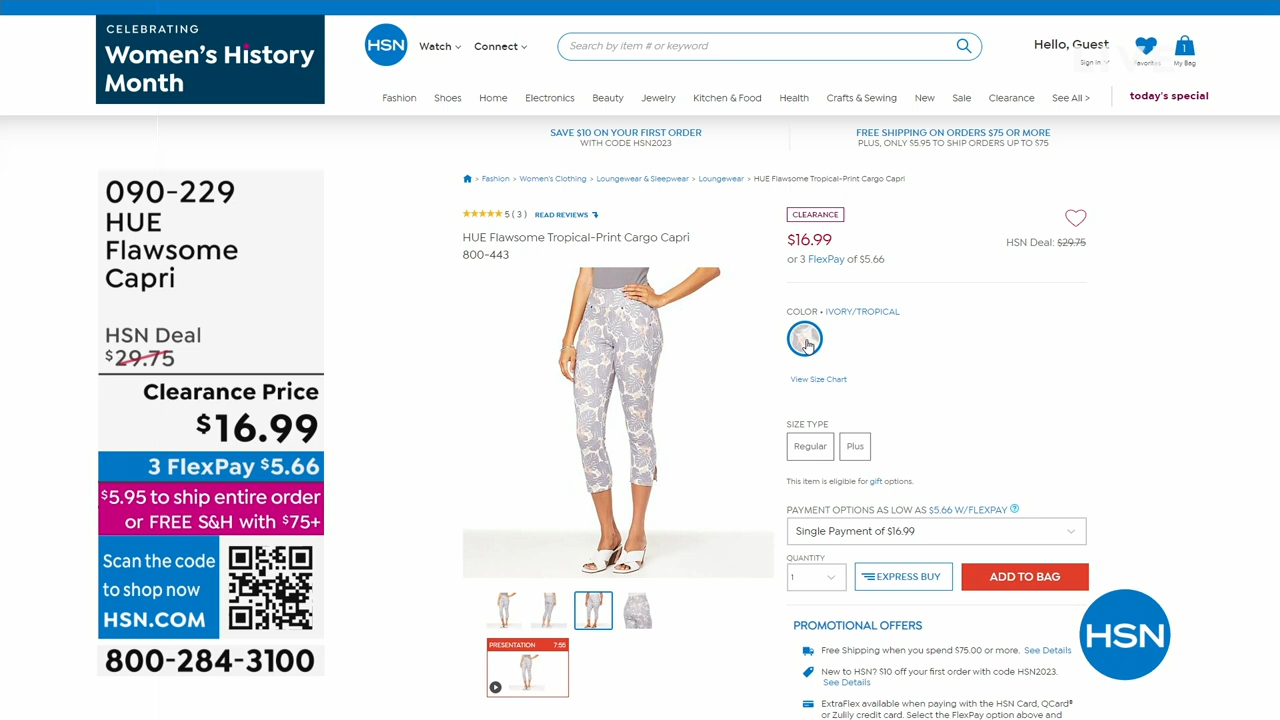 CELEBRATING
Women's History
Month
HSN
Watch
Connect
Search by item # or keyword
Hello, Guest
Sign In
Favorites
1
My Bag
Fashion
Shoes
Home
Electronics
Beauty
Jewelry
Kitchen & Food
Health
Crafts & Sewing
New
Sale
Clearance
See All >
today's special
SAVE $10 ON YOUR FIRST ORDER
WITH CODE HSN2023
FREE SHIPPING ON ORDERS $75 OR MORE
PLUS, ONLY $5.95 TO SHIP ORDERS UP TO $75
090-229
HUE
Flawsome
Capri
HSN Deal
$29.75
Clearance Price
$16.99
3 FlexPay $5.66
$5.95 to ship entire order
or FREE S&H with $75+
Scan the code
to shop now
HSN.COM
800-284-3100
> Fashion > Women's Clothing > Loungewear & Sleepwear > Loungewear > HUE Flawsome Tropical-Print Cargo Capri
5 ( 3 ) READ REVIEWS
HUE Flawsome Tropical-Print Cargo Capri
800-443
PRESENTATION 7:55
CLEARANCE
$16.99
HSN Deal: $29.75
or 3 FlexPay of $5.66
COLOR • IVORY/TROPICAL
View Size Chart
SIZE TYPE
Regular
Plus
This item is eligible for gift options.
PAYMENT OPTIONS AS LOW AS $5.66 W/FLEXPAY ?
Single Payment of $16.99
QUANTITY
1
EXPRESS BUY
ADD TO BAG
PROMOTIONAL OFFERS
Free Shipping when you spend $75.00 or more. See Details
New to HSN? $10 off your first order with code HSN2023.
See Details
ExtraFlex available when paying with the HSN Card, QCard®
or Zulily credit card. Select the FlexPay option above and
HSN